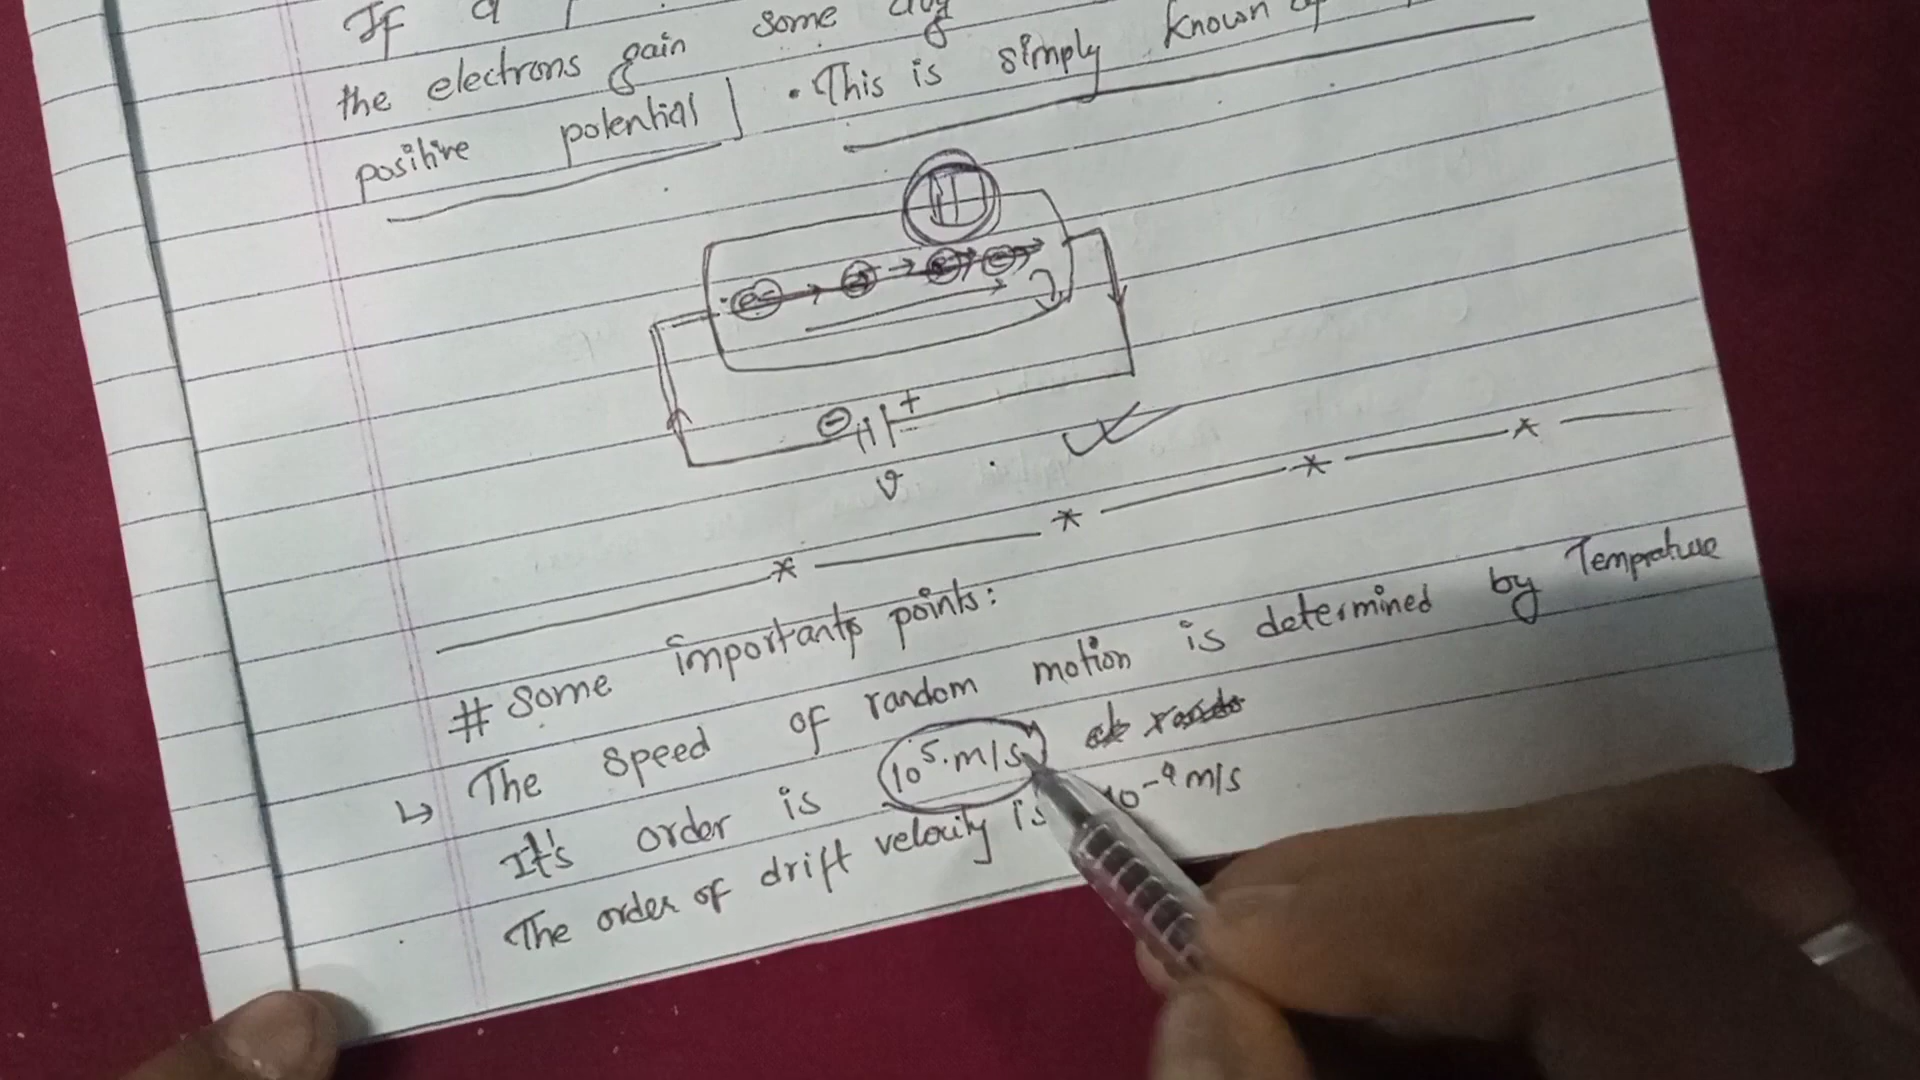 If a
the electrons gain some
positive potential] . This is simply known
e e e e
⊖ +
v
# some importants points:
↳ The speed of random motion is determined by Temprature
It's order is 10⁵.m/s
The order of drift velocity is 10⁻⁴ m/s